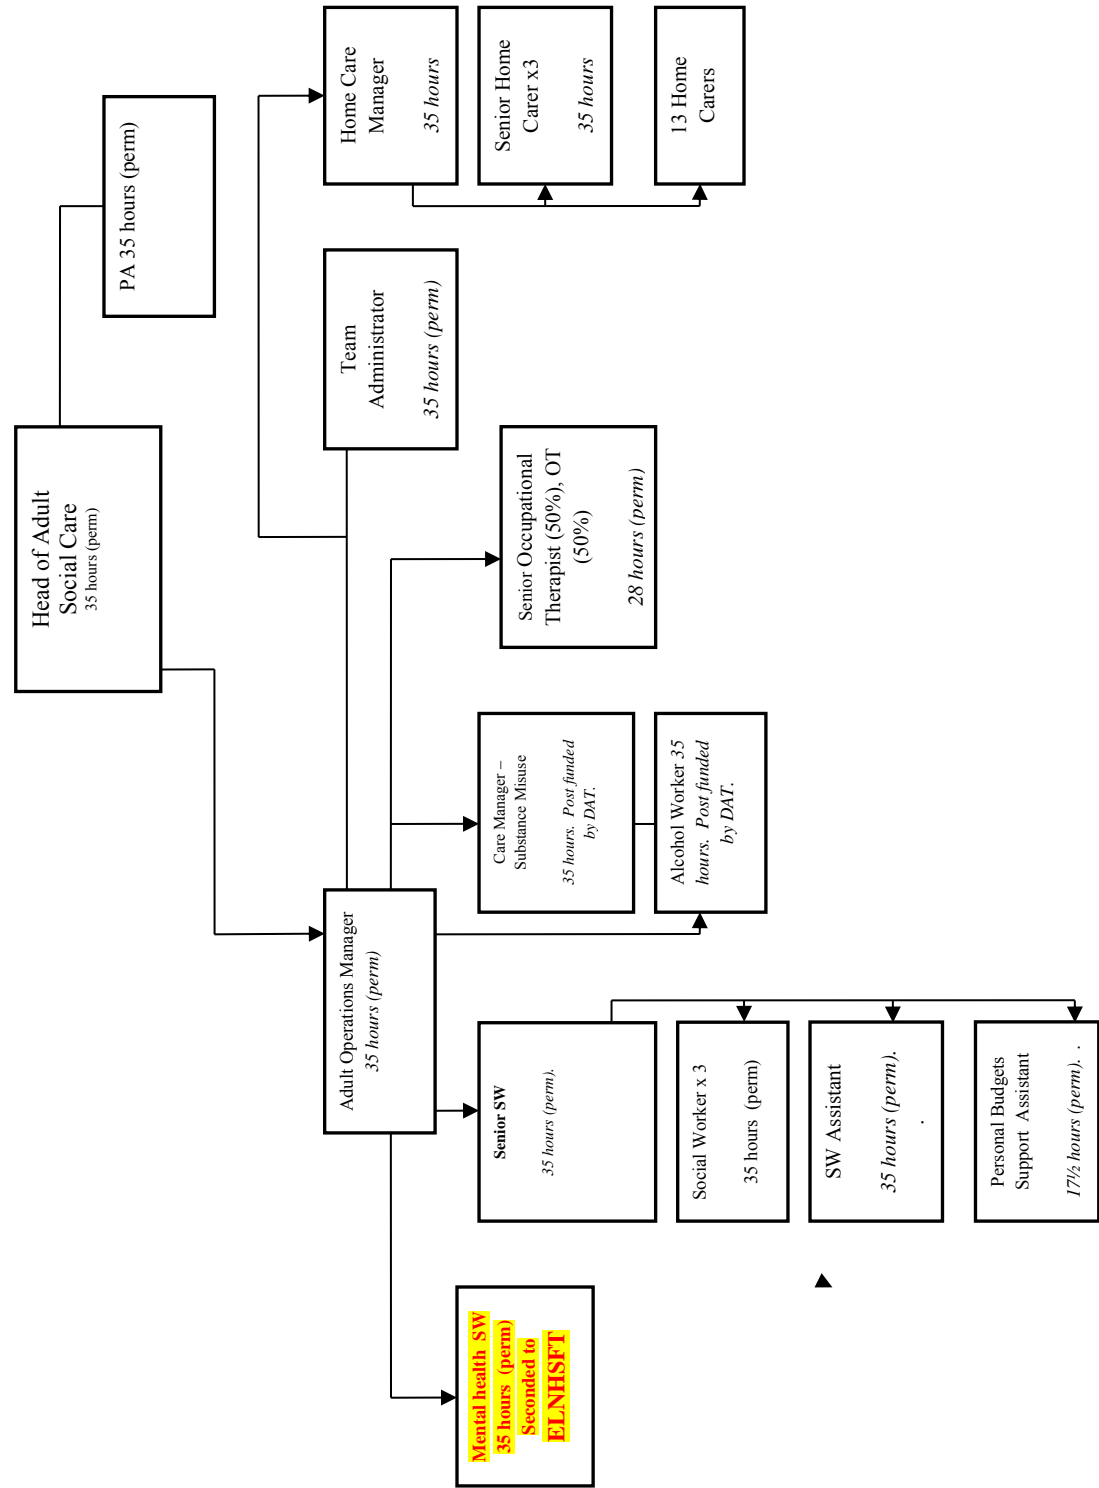 Head of Adult
Social Care
35 hours (perm)
PA 35 hours (perm)
Adult Operations Manager
35 hours (perm)
Team
Administrator
35 hours (perm)
Home Care
Manager
35 hours
Mental health SW
35 hours (perm)
Seconded to
ELNHSFT
Senior SW
35 hours (perm).
Care Manager –
Substance Misuse
35 hours. Post funded
by DAT.
Senior Occupational
Therapist (50%), OT
(50%)
28 hours (perm)
Senior Home
Carer x3
35 hours
Social Worker x 3
35 hours (perm)
Alcohol Worker 35
hours. Post funded
by DAT.
13 Home
Carers
SW Assistant
35 hours (perm).
.
Personal Budgets
Support Assistant
17½ hours (perm). .